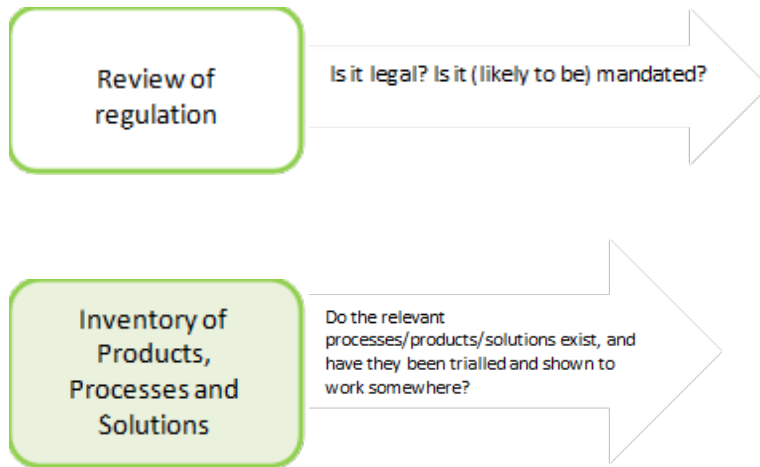 Review of
regulation
Is it legal? Is it (likely to be) mandated?
Inventory of
Products,
Processes and
Solutions
Do the relevant
processes/products/solutions exist, and
have they been trialled and shown to
work somewhere?